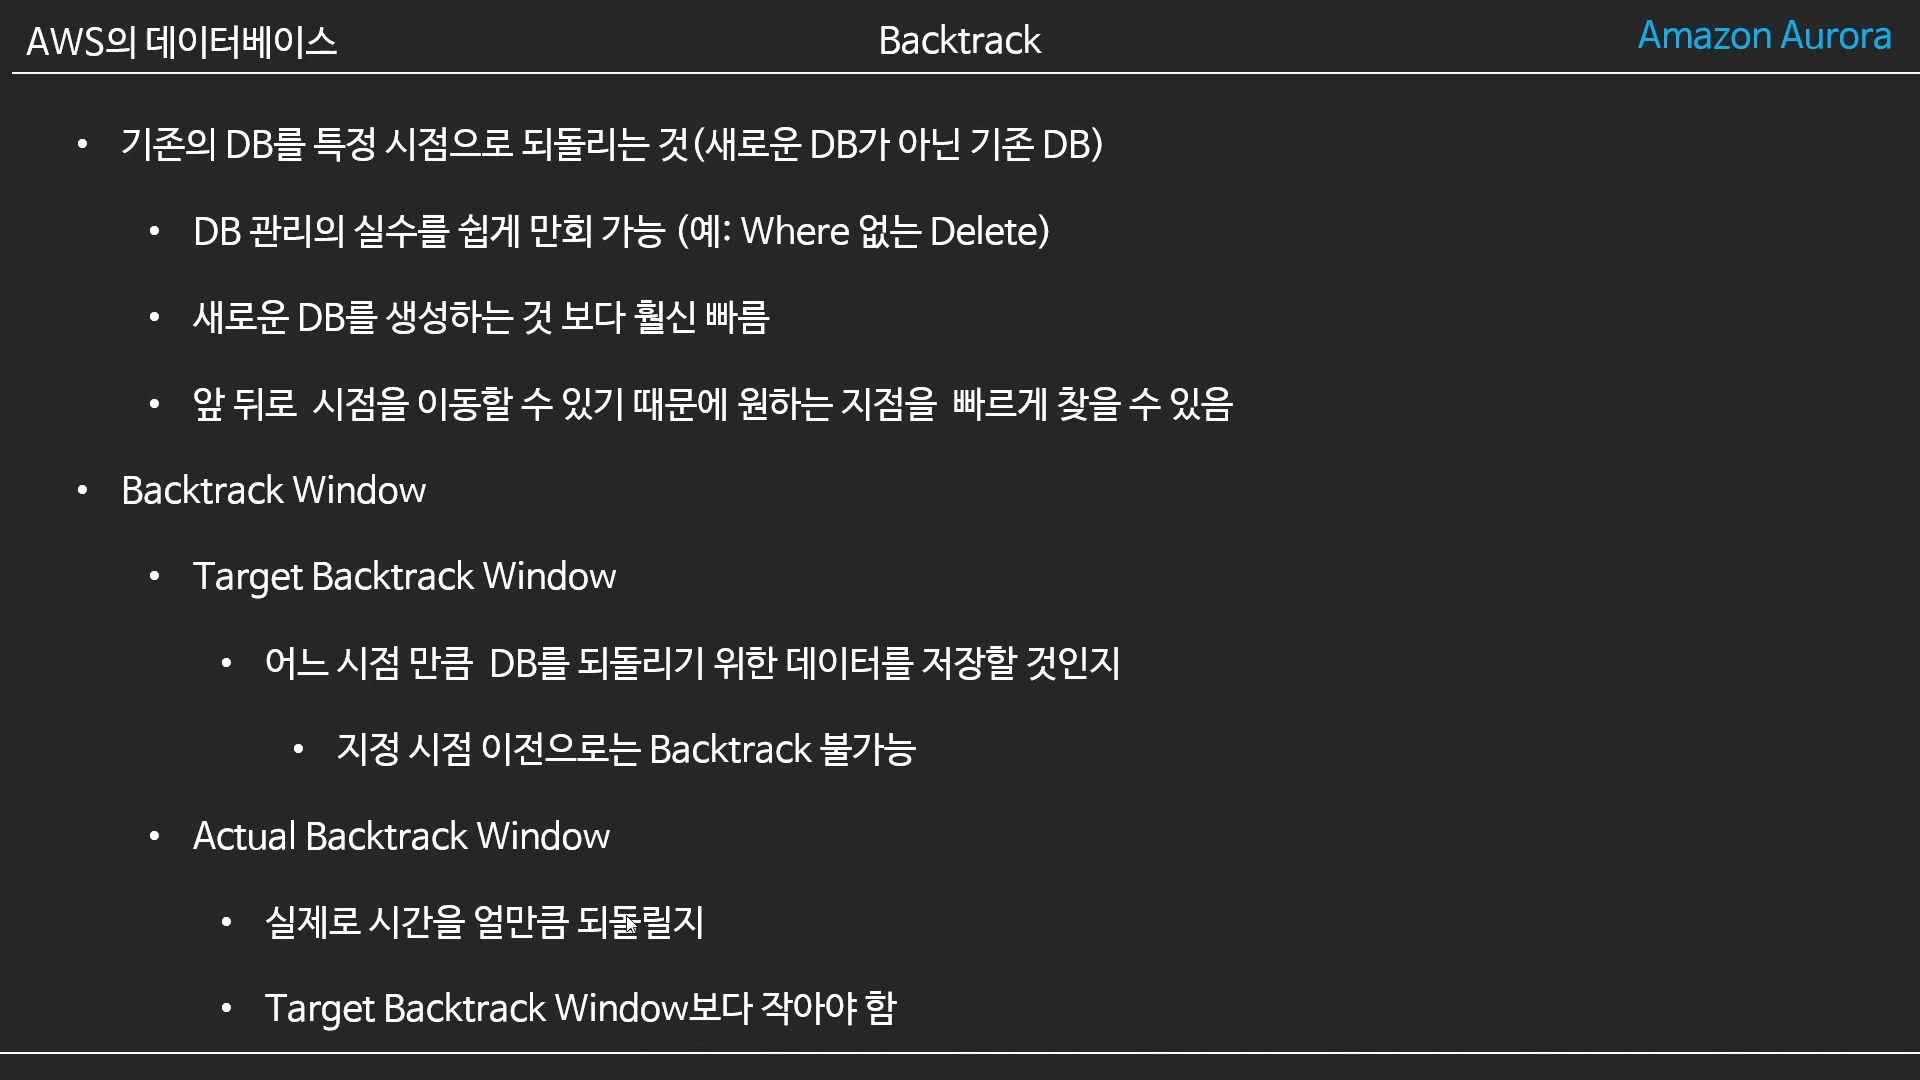 AWS의 데이터베이스
Backtrack
Amazon Aurora
• 기존의 DB를 특정 시점으로 되돌리는 것(새로운 DB가 아닌 기존 DB)
• DB 관리의 실수를 쉽게 만회 가능 (예: Where 없는 Delete)
• 새로운 DB를 생성하는 것 보다 훨신 빠름
• 앞 뒤로 시점을 이동할 수 있기 때문에 원하는 지점을 빠르게 찾을 수 있음
• Backtrack Window
• Target Backtrack Window
• 어느 시점 만큼 DB를 되돌리기 위한 데이터를 저장할 것인지
• 지정 시점 이전으로는 Backtrack 불가능
• Actual Backtrack Window
• 실제로 시간을 얼만큼 되돌릴지
• Target Backtrack Window보다 작아야 함